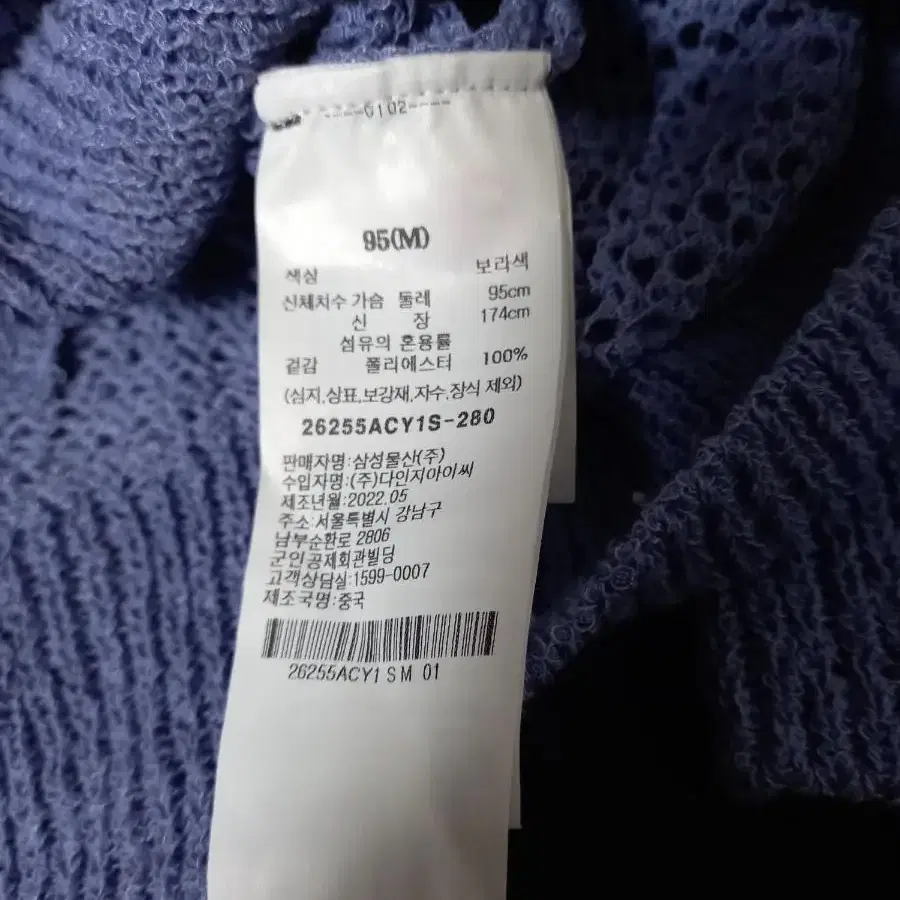 ----0102----
95(M)
색상 보라색
신체치수 가슴 둘레 95cm
신 장 174cm
섬유의 혼용률
겉감 폴리에스터 100%
(심지,상표,보강재,자수,장식 제외)
26255ACY1S-280
판매자명:삼성물산(주)
수입자명:(주)다인지아이씨
제조년월:2022.05
주소:서울특별시 강남구
남부순환로 2806
군인공제회관빌딩
고객상담실:1599-0007
제조국명:중국
26255ACY1SM 01